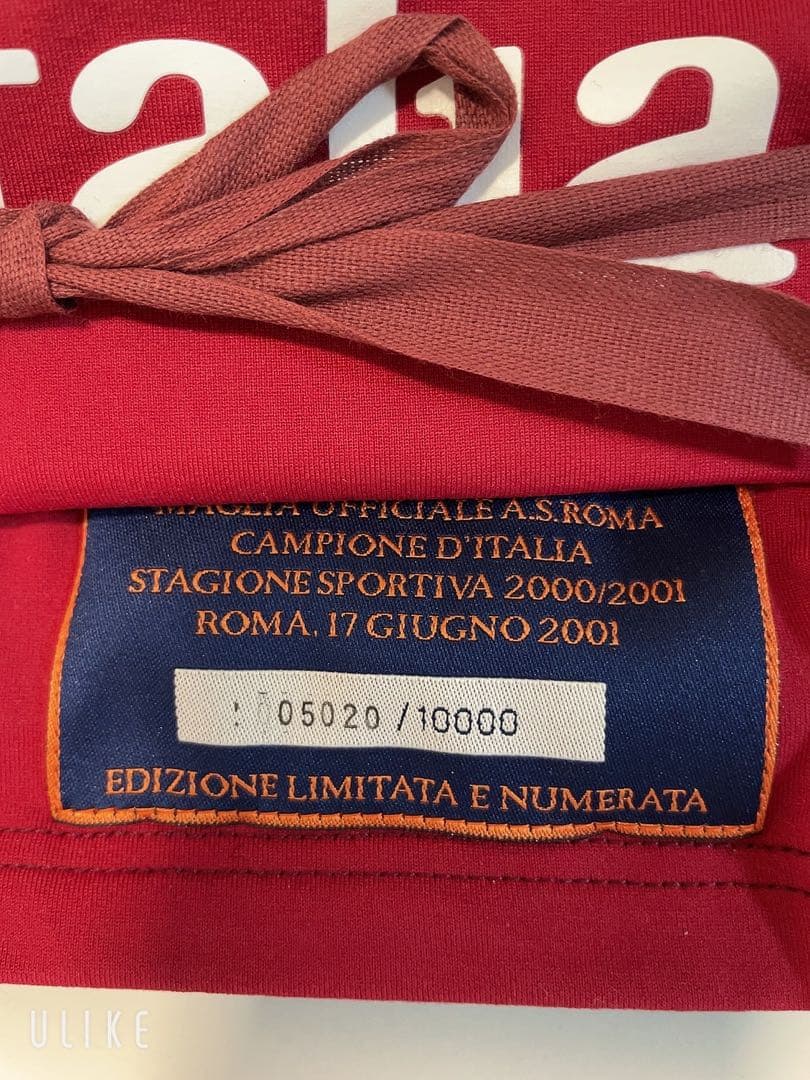 alia
MAGLIA UFFICIALE A.S.ROMA
CAMPIONE D'ITALIA
STAGIONE SPORTIVA 2000/2001
ROMA, 17 GIUGNO 2001
05020 /10000
EDIZIONE LIMITATA E NUMERATA
ULIKE